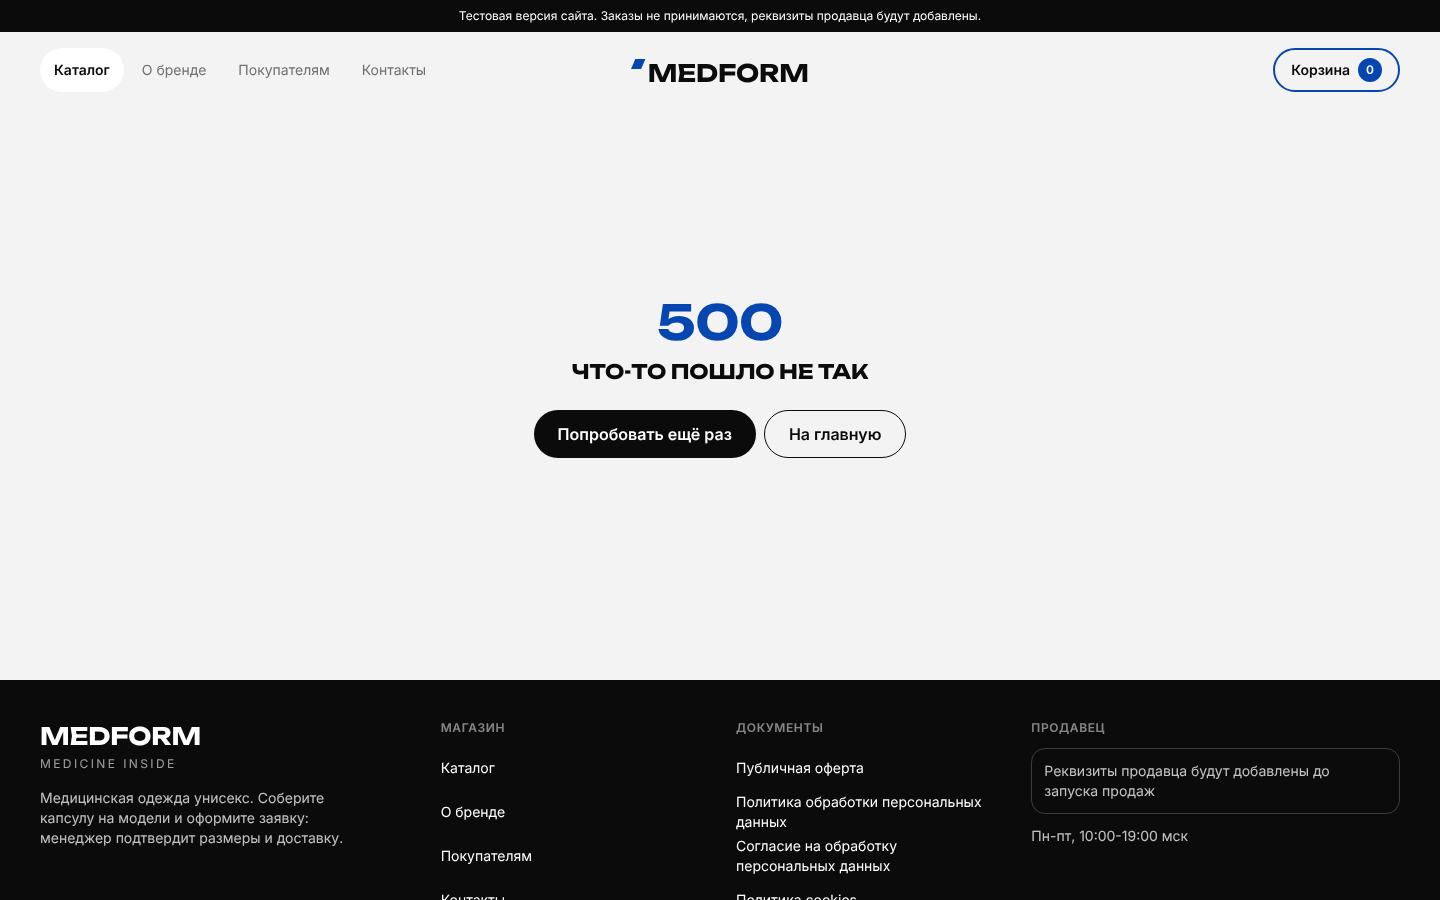 Тестовая версия сайта. Заказы не принимаются, реквизиты продавца будут добавлены.
Каталог О бренде Покупателям Контакты MEDFORM Корзина 0
500
ЧТО-ТО ПОШЛО НЕ ТАК
Попробовать ещё раз На главную
MEDFORM
MEDICINE INSIDE
Медицинская одежда унисекс. Соберите
капсулу на модели и оформите заявку:
менеджер подтвердит размеры и доставку.
МАГАЗИН
Каталог
О бренде
Покупателям
Контакты
ДОКУМЕНТЫ
Публичная оферта
Политика обработки персональных
данных
Согласие на обработку
персональных данных
Политика cookies
ПРОДАВЕЦ
Реквизиты продавца будут добавлены до
запуска продаж
Пн-пт, 10:00-19:00 мск